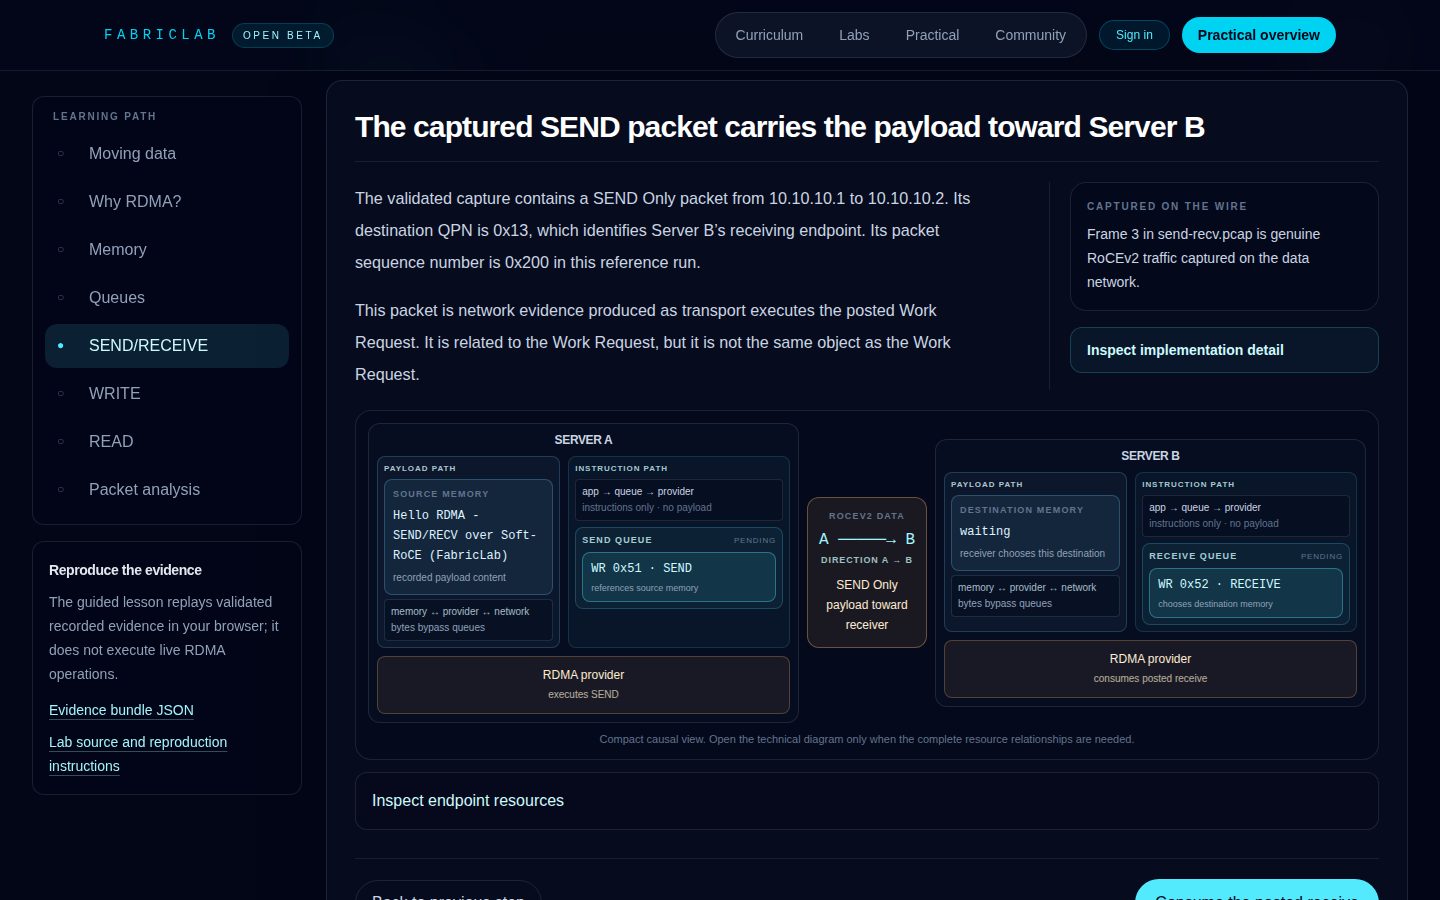 FABRICLAB
OPEN BETA
Curriculum
Labs
Practical
Community
Sign in
Practical overview
LEARNING PATH
Moving data
Why RDMA?
Memory
Queues
SEND/RECEIVE
WRITE
READ
Packet analysis
Reproduce the evidence
The guided lesson replays validated
recorded evidence in your browser; it
does not execute live RDMA
operations.
Evidence bundle JSON
Lab source and reproduction
instructions
The captured SEND packet carries the payload toward Server B
The validated capture contains a SEND Only packet from 10.10.10.1 to 10.10.10.2. Its
destination QPN is 0x13, which identifies Server B’s receiving endpoint. Its packet
sequence number is 0x200 in this reference run.
This packet is network evidence produced as transport executes the posted Work
Request. It is related to the Work Request, but it is not the same object as the Work
Request.
CAPTURED ON THE WIRE
Frame 3 in send-recv.pcap is genuine
RoCEv2 traffic captured on the data
network.
Inspect implementation detail
SERVER A
PAYLOAD PATH
SOURCE MEMORY
Hello RDMA -
SEND/RECV over Soft-
RoCE (FabricLab)
recorded payload content
memory ↔ provider ↔ network
bytes bypass queues
INSTRUCTION PATH
app → queue → provider
instructions only · no payload
SEND QUEUE
PENDING
WR 0x51 · SEND
references source memory
RDMA provider
executes SEND
ROCEV2 DATA
A ─────→ B
DIRECTION A → B
SEND Only
payload toward
receiver
SERVER B
PAYLOAD PATH
DESTINATION MEMORY
waiting
receiver chooses this destination
memory ↔ provider ↔ network
bytes bypass queues
INSTRUCTION PATH
app → queue → provider
instructions only · no payload
RECEIVE QUEUE
PENDING
WR 0x52 · RECEIVE
chooses destination memory
RDMA provider
consumes posted receive
Compact causal view. Open the technical diagram only when the complete resource relationships are needed.
Inspect endpoint resources
Back to previous step
Consume the posted receive